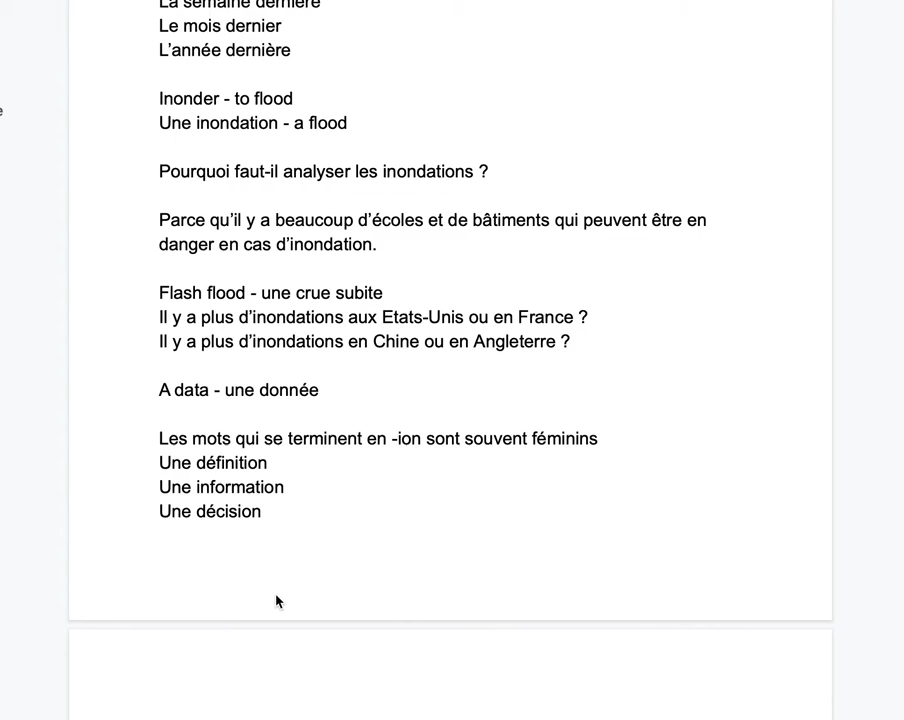 La semaine dernière
Le mois dernier
L'année dernière
Inonder - to flood
Une inondation - a flood
Pourquoi faut-il analyser les inondations ?
Parce qu'il y a beaucoup d'écoles et de bâtiments qui peuvent être en
danger en cas d'inondation.
Flash flood - une crue subite
Il y a plus d'inondations aux Etats-Unis ou en France ?
Il y a plus d'inondations en Chine ou en Angleterre ?
A data - une donnée
Les mots qui se terminent en -ion sont souvent féminins
Une définition
Une information
Une décision